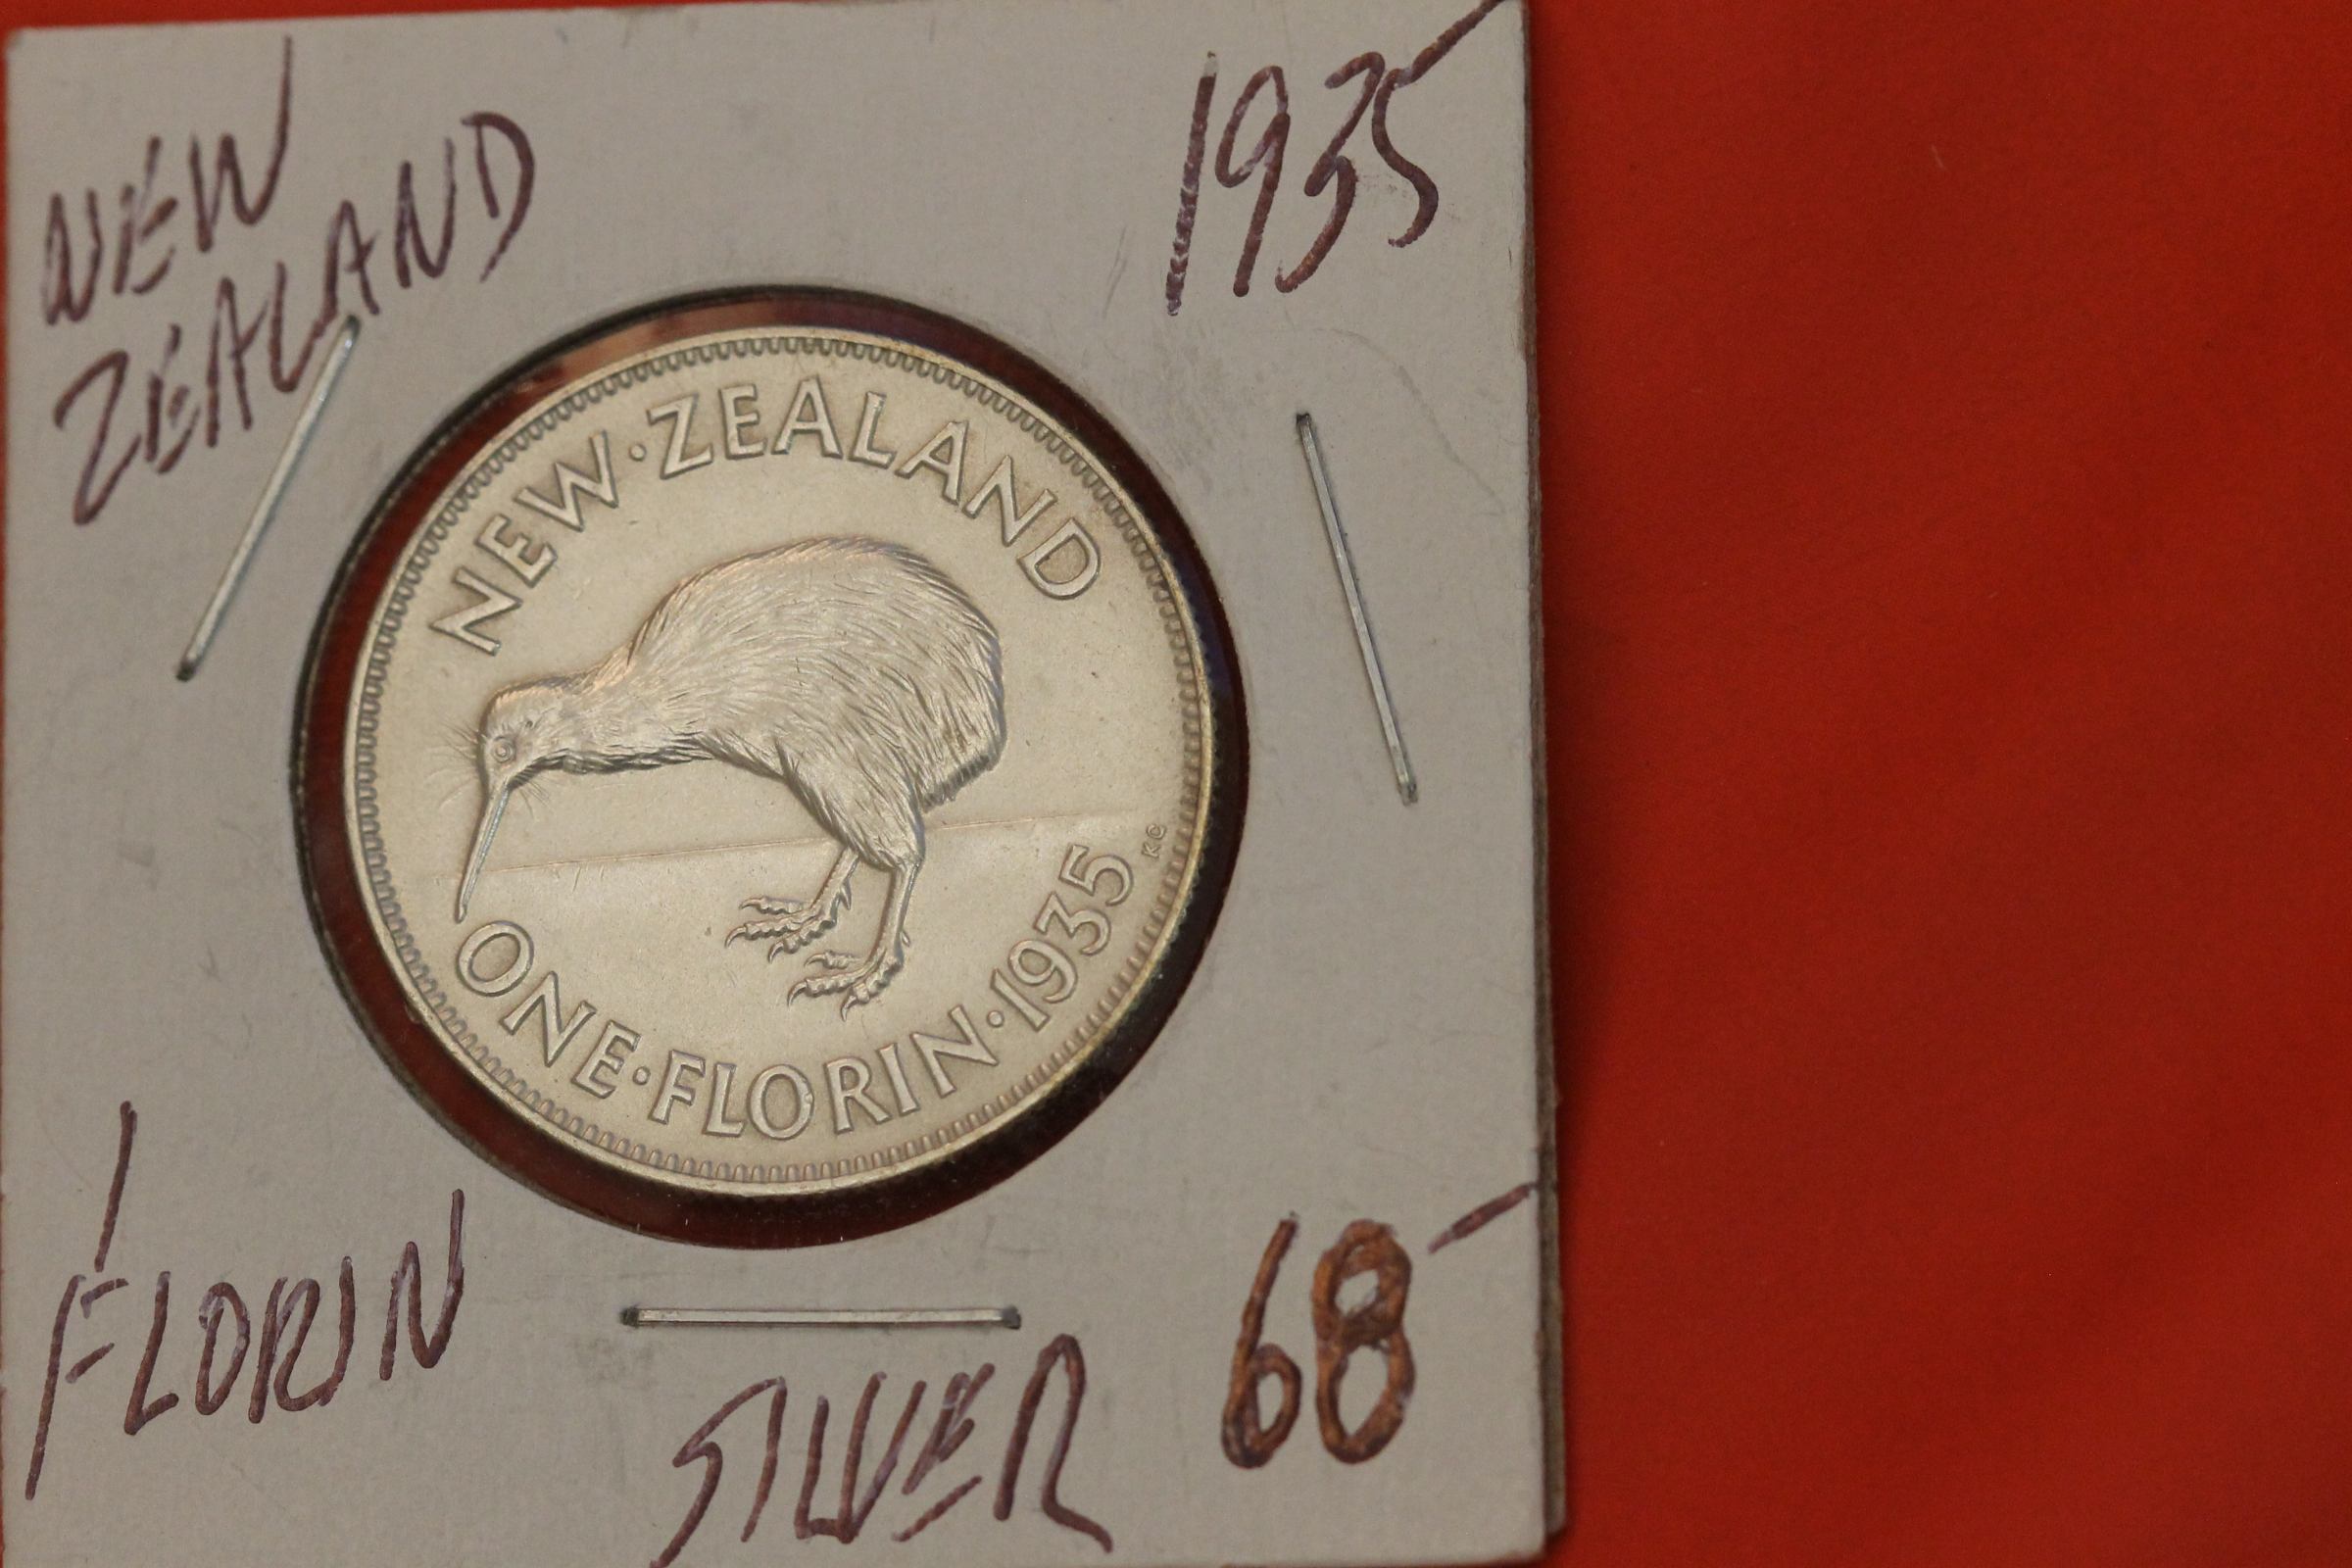 NEW
ZEALAND
1935
NEW·ZEALAND
KG
ONE·FLORIN·1935
1
FLORIN
SILVER
68-